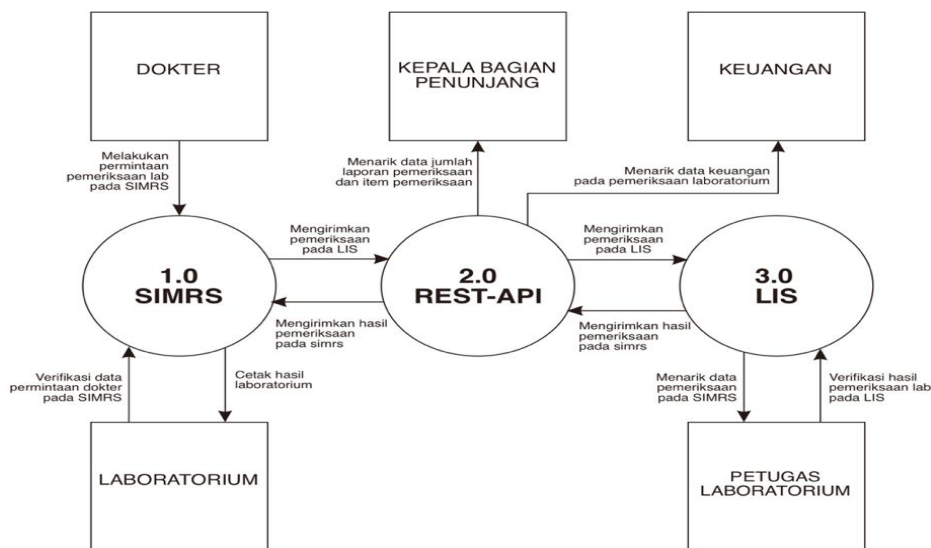 DOKTER
KEPALA BAGIAN
PENUNJANG
KEUANGAN
Melakukan
permintaan
pemeriksaan lab
pada SIMRS
Menarik data jumlah
laporan pemeriksaan
dan item pemeriksaan
Menarik data keuangan
pada pemeriksaan laboratorium
1.0
SIMRS
Mengirimkan
pemeriksaan
pada LIS
2.0
REST-API
Mengirimkan
pemeriksaan
pada LIS
3.0
LIS
Mengirimkan hasil
pemeriksaan
pada simrs
Mengirimkan hasil
pemeriksaan
pada simrs
Verifikasi data
permintaan dokter
pada SIMRS
Cetak hasil
laboratorium
Menarik data
pemeriksaan
pada SIMRS
Verifikasi hasil
pemeriksaan lab
pada LIS
LABORATORIUM
PETUGAS
LABORATORIUM